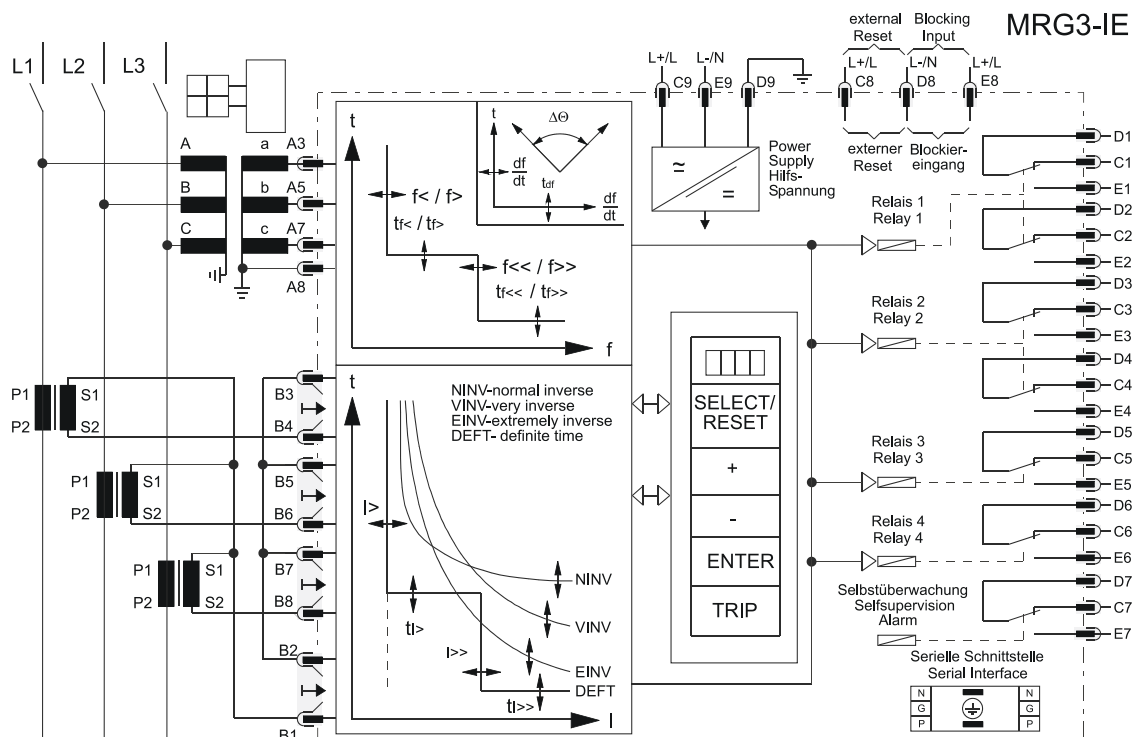 MRG3-IE
external
Reset
Blocking
Input
L+/L
L-/N
L+/L
L-/N
L+/L
C9
E9
D9
C8
D8
E8
externer
Reset
Blockier-
eingang
Power
Supply
Hilfs-
Spannung
≈
=
L1
L2
L3
A
a
A3
B
b
A5
C
c
A7
A8
t
f< / f>
tf< / tf>
f<< / f>>
tf<< / tf>>
f
t
ΔΘ
df
dt
tdf
df
dt
P1
S1
P2
S2
P1
S1
P2
S2
P1
S1
P2
S2
B3
B4
B5
B6
B7
B8
B2
B1
t
NINV-normal inverse
VINV-very inverse
EINV-extremely inverse
DEFT- definite time
I>
tI>
I>>
tI>>
NINV
VINV
EINV
DEFT
I
SELECT/
RESET
+
-
ENTER
TRIP
Relais 1
Relay 1
Relais 2
Relay 2
Relais 3
Relay 3
Relais 4
Relay 4
Selbstüberwachung
Selfsupervision
Alarm
D1
C1
E1
D2
C2
E2
D3
C3
E3
D4
C4
E4
D5
C5
E5
D6
C6
E6
D7
C7
E7
Serielle Schnittstelle
Serial Interface
N
N
G
G
P
P